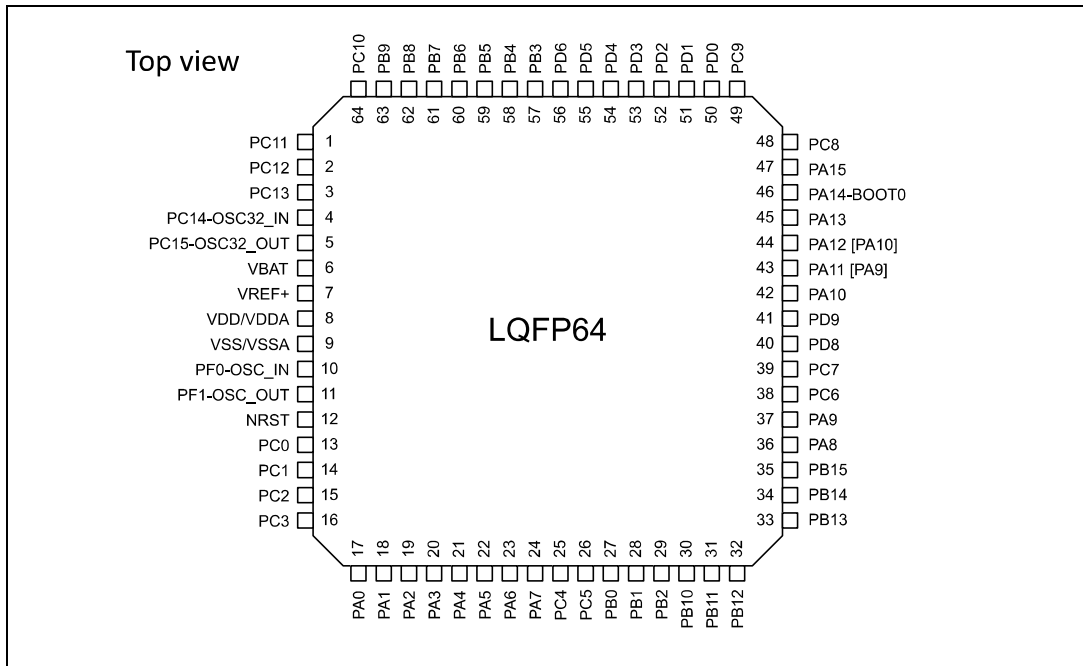 Top view
PC10 PB9 PB8 PB7 PB6 PB5 PB4 PB3 PD6 PD5 PD4 PD3 PD2 PD1 PD0 PC9
64 63 62 61 60 59 58 57 56 55 54 53 52 51 50 49
PC11 1 48 PC8
PC12 2 47 PA15
PC13 3 46 PA14-BOOT0
PC14-OSC32_IN 4 45 PA13
PC15-OSC32_OUT 5 44 PA12 [PA10]
VBAT 6 43 PA11 [PA9]
VREF+ 7 42 PA10
VDD/VDDA 8 41 PD9
LQFP64
VSS/VSSA 9 40 PD8
PF0-OSC_IN 10 39 PC7
PF1-OSC_OUT 11 38 PC6
NRST 12 37 PA9
PC0 13 36 PA8
PC1 14 35 PB15
PC2 15 34 PB14
PC3 16 33 PB13
17 18 19 20 21 22 23 24 25 26 27 28 29 30 31 32
PA0 PA1 PA2 PA3 PA4 PA5 PA6 PA7 PC4 PC5 PB0 PB1 PB2 PB10 PB11 PB12